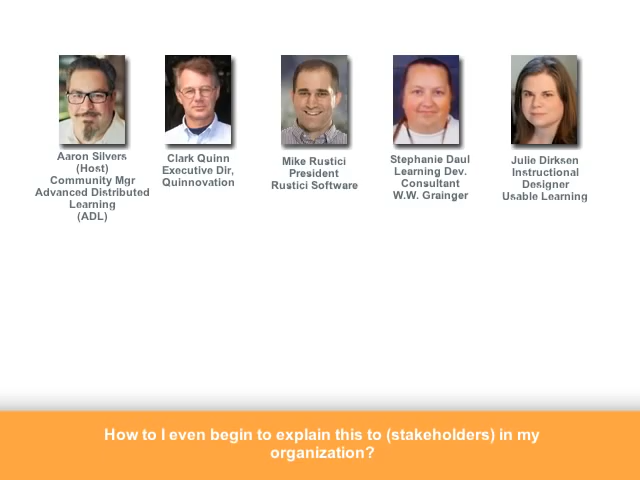 Aaron Silvers
(Host)
Community Mgr
Advanced Distributed
Learning
(ADL)
Clark Quinn
Executive Dir,
Quinnovation
Mike Rustici
President
Rustici Software
Stephanie Daul
Learning Dev.
Consultant
W.W. Grainger
Julie Dirksen
Instructional
Designer
Usable Learning
How to I even begin to explain this to (stakeholders) in my
organization?